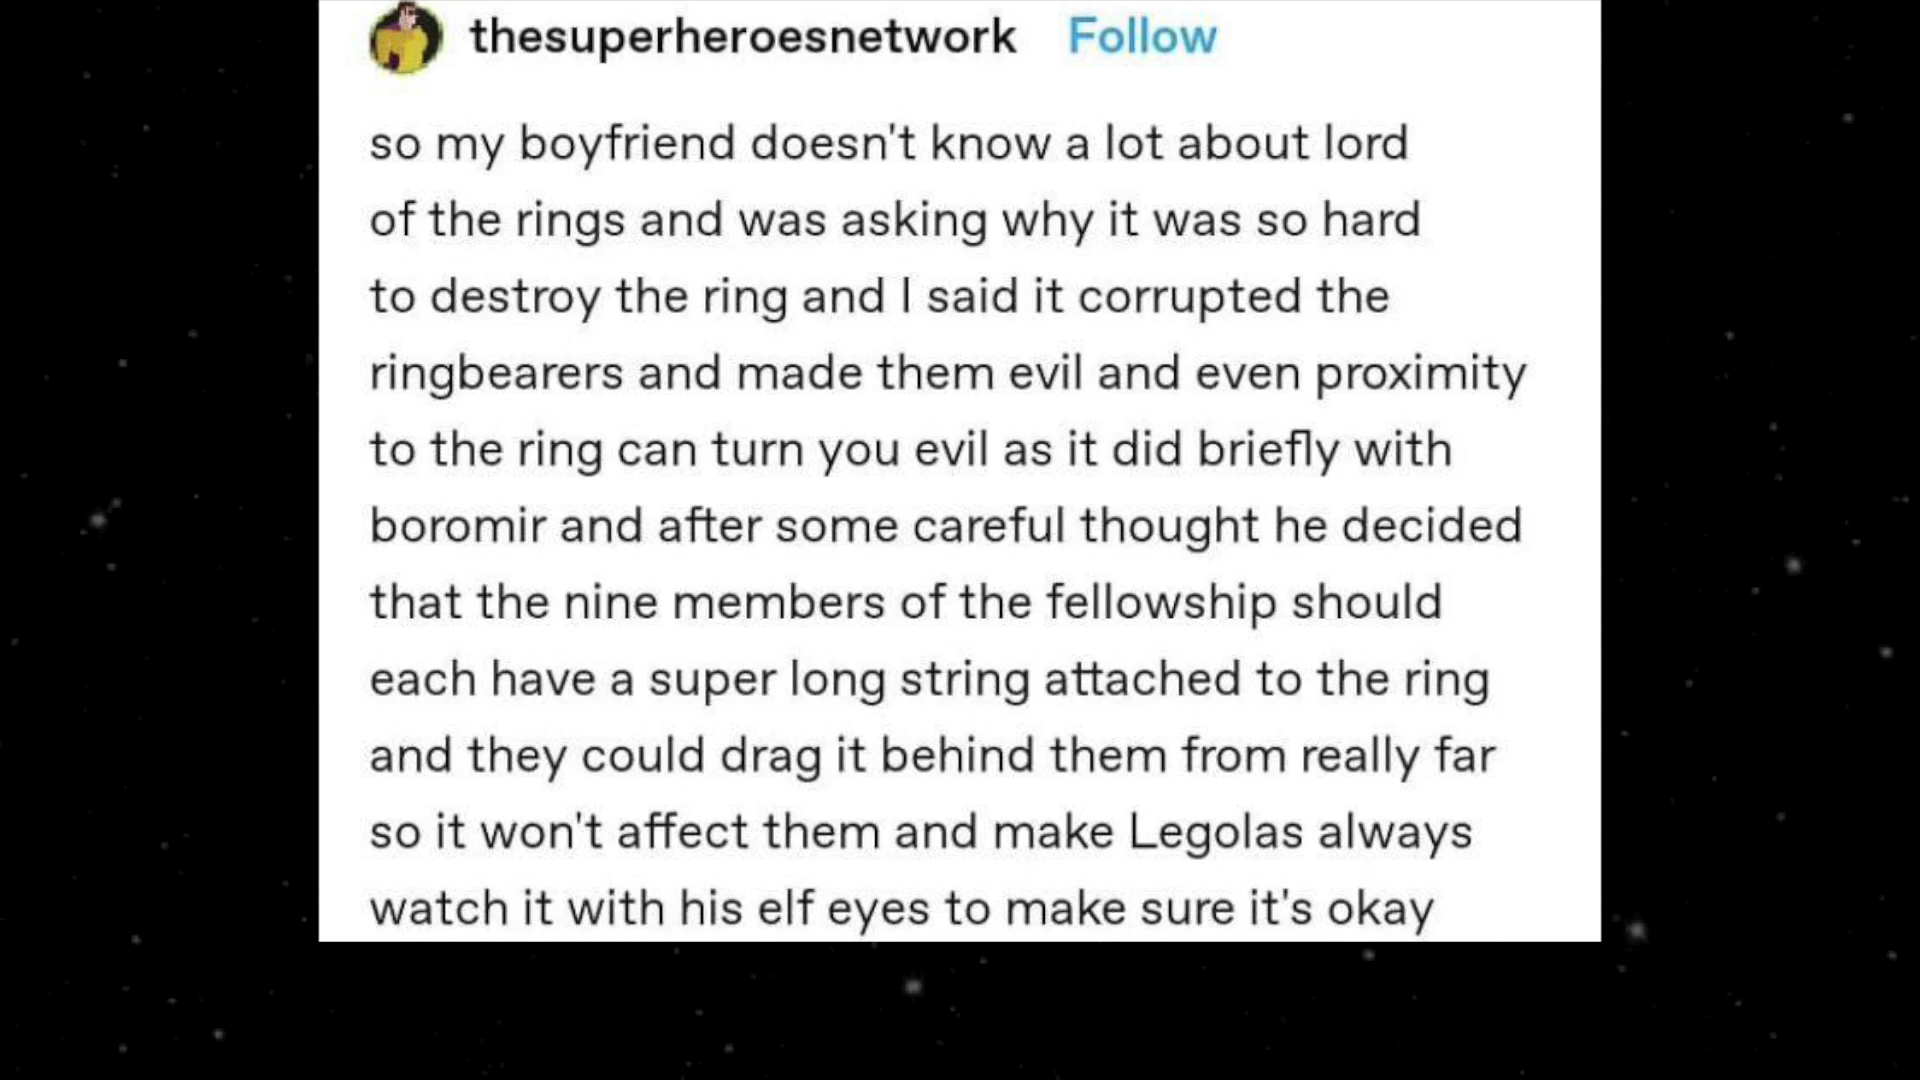 thesuperheroesnetwork Follow
so my boyfriend doesn't know a lot about lord
of the rings and was asking why it was so hard
to destroy the ring and I said it corrupted the
ringbearers and made them evil and even proximity
to the ring can turn you evil as it did briefly with
boromir and after some careful thought he decided
that the nine members of the fellowship should
each have a super long string attached to the ring
and they could drag it behind them from really far
so it won't affect them and make Legolas always
watch it with his elf eyes to make sure it's okay